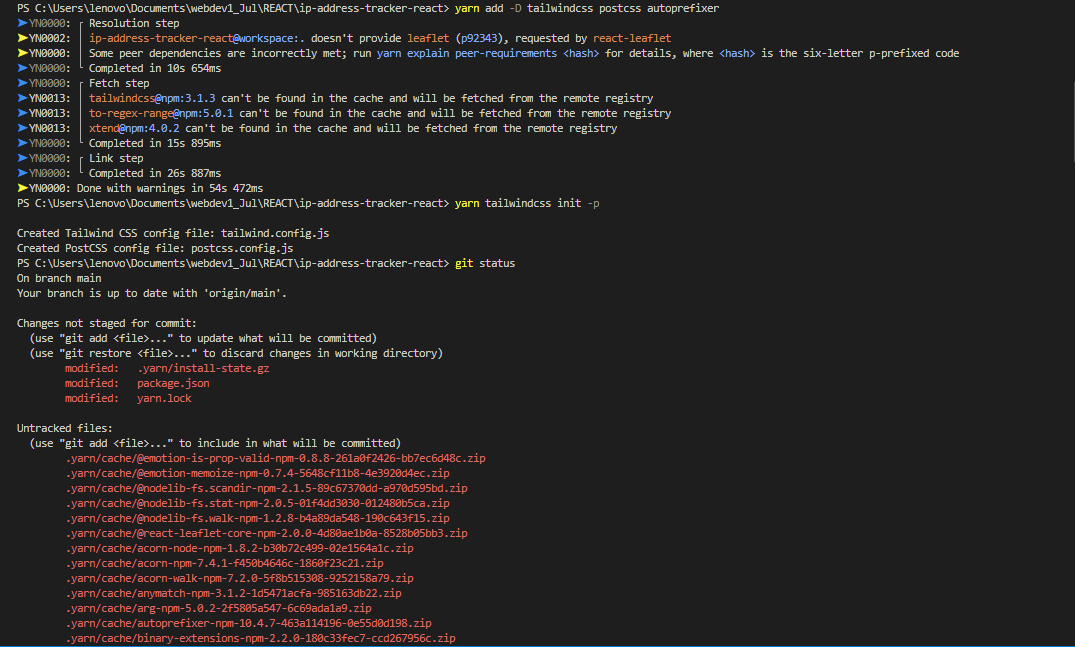 PS C:\Users\lenovo\Documents\webdev1_Jul\REACT\ip-address-tracker-react> yarn add -D tailwindcss postcss autoprefixer
➤YN0000: ┌ Resolution step
➤YN0002: │ ip-address-tracker-react@workspace:. doesn't provide leaflet (p92343), requested by react-leaflet
➤YN0000: │ Some peer dependencies are incorrectly met; run yarn explain peer-requirements <hash> for details, where <hash> is the six-letter p-prefixed code
➤YN0000: └ Completed in 10s 654ms
➤YN0000: ┌ Fetch step
➤YN0013: │ tailwindcss@npm:3.1.3 can't be found in the cache and will be fetched from the remote registry
➤YN0013: │ to-regex-range@npm:5.0.1 can't be found in the cache and will be fetched from the remote registry
➤YN0013: │ xtend@npm:4.0.2 can't be found in the cache and will be fetched from the remote registry
➤YN0000: └ Completed in 15s 895ms
➤YN0000: ┌ Link step
➤YN0000: └ Completed in 26s 887ms
➤YN0000: Done with warnings in 54s 472ms
PS C:\Users\lenovo\Documents\webdev1_Jul\REACT\ip-address-tracker-react> yarn tailwindcss init -p
Created Tailwind CSS config file: tailwind.config.js
Created PostCSS config file: postcss.config.js
PS C:\Users\lenovo\Documents\webdev1_Jul\REACT\ip-address-tracker-react> git status
On branch main
Your branch is up to date with 'origin/main'.
Changes not staged for commit:
(use "git add <file>..." to update what will be committed)
(use "git restore <file>..." to discard changes in working directory)
modified: .yarn/install-state.gz
modified: package.json
modified: yarn.lock
Untracked files:
(use "git add <file>..." to include in what will be committed)
.yarn/cache/@emotion-is-prop-valid-npm-0.8.8-261a0f2426-bb7ec6d48c.zip
.yarn/cache/@emotion-memoize-npm-0.7.4-5648cf11b8-4e3920d4ec.zip
.yarn/cache/@nodelib-fs.scandir-npm-2.1.5-89c67370dd-a970d595bd.zip
.yarn/cache/@nodelib-fs.stat-npm-2.0.5-01f4dd3030-012480b5ca.zip
.yarn/cache/@nodelib-fs.walk-npm-1.2.8-b4a89da548-190c643f15.zip
.yarn/cache/@react-leaflet-core-npm-2.0.0-4d80ae1b0a-8528b05bb3.zip
.yarn/cache/acorn-node-npm-1.8.2-b30b72c499-02e1564a1c.zip
.yarn/cache/acorn-npm-7.4.1-f450b4646c-1860f23c21.zip
.yarn/cache/acorn-walk-npm-7.2.0-5f8b515308-9252158a79.zip
.yarn/cache/anymatch-npm-3.1.2-1d5471acfa-985163db22.zip
.yarn/cache/arg-npm-5.0.2-2f5805a547-6c69ada1a9.zip
.yarn/cache/autoprefixer-npm-10.4.7-463a114196-0e55d0d198.zip
.yarn/cache/binary-extensions-npm-2.2.0-180c33fec7-ccd267956c.zip